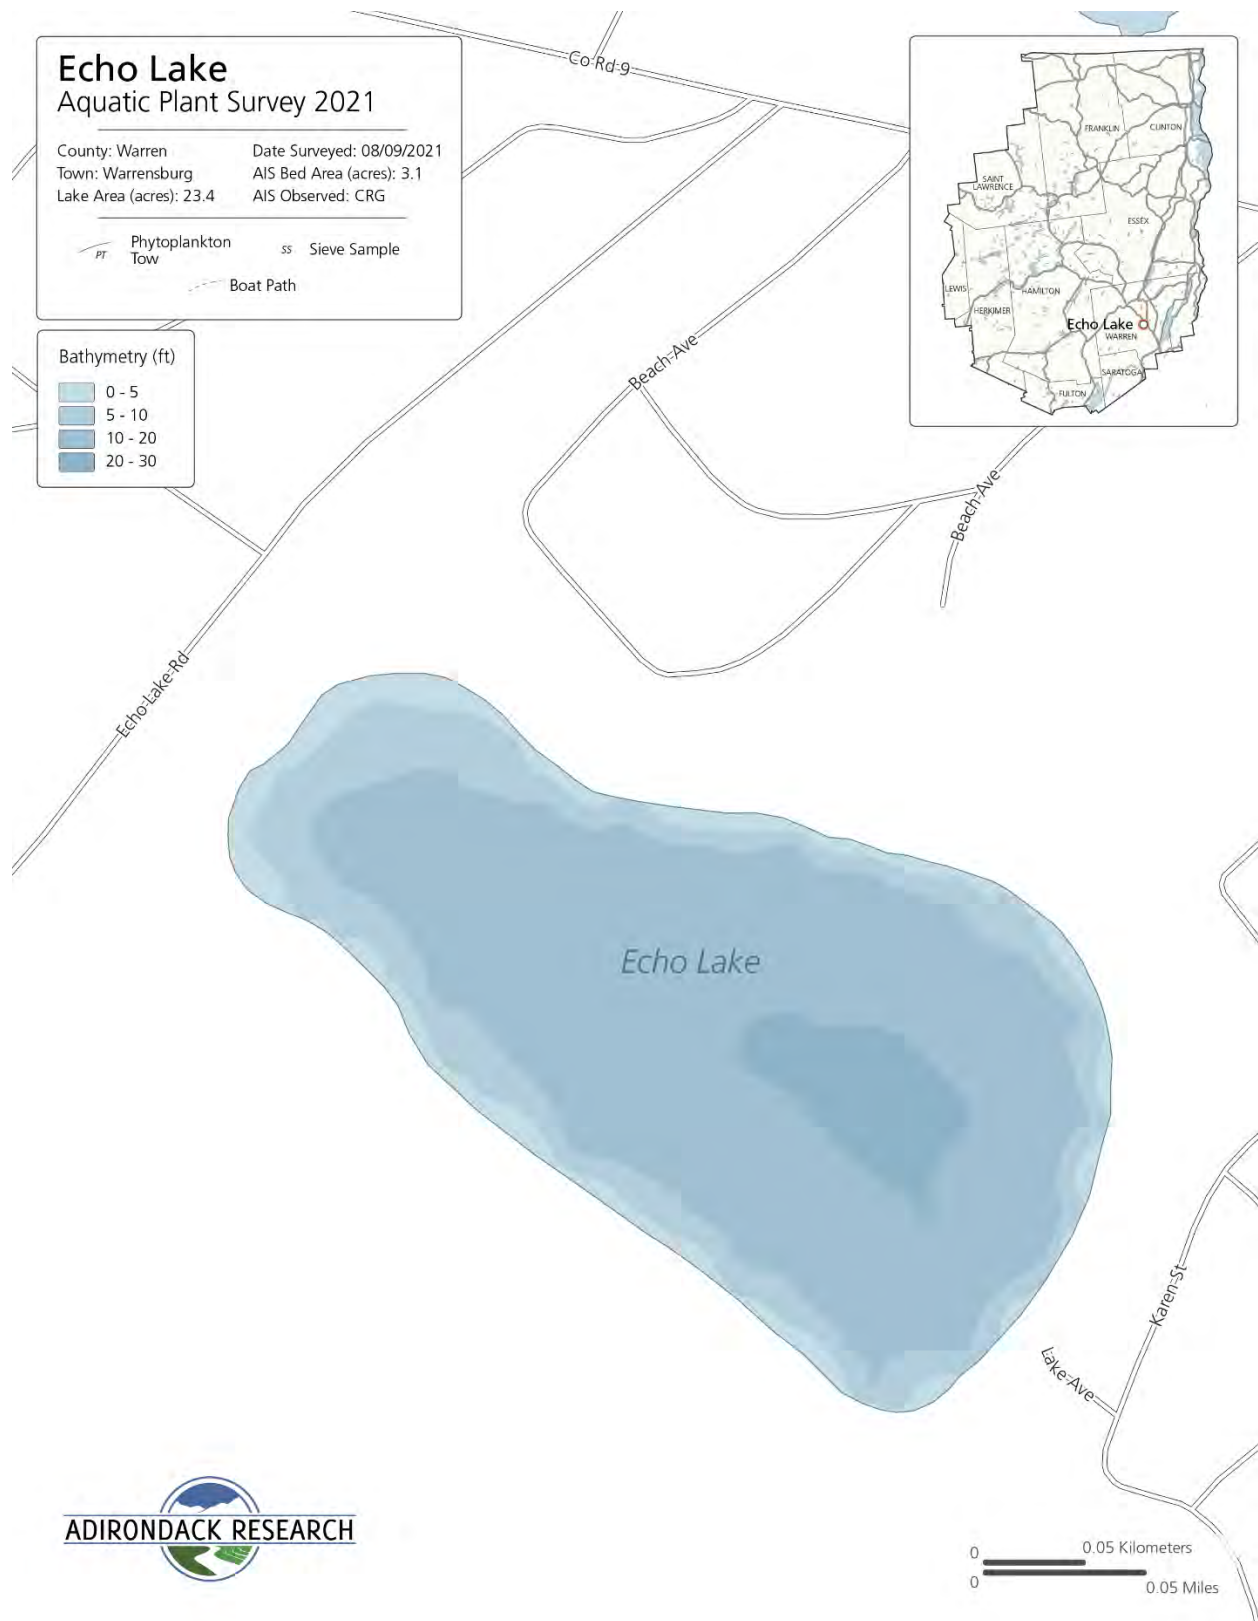 Echo Lake
Aquatic Plant Survey 2021
County: Warren
Date Surveyed: 08/09/2021
Town: Warrensburg
AIS Bed Area (acres): 3.1
Lake Area (acres): 23.4
AIS Observed: CRG
PT
Phytoplankton
Tow
SS
Sieve Sample
Boat Path
Bathymetry (ft)
0 - 5
5 - 10
10 - 20
20 - 30
Co Rd 9
FRANKLIN
CLINTON
SAINT
LAWRENCE
ESSEX
LEWIS
HAMILTON
HERKIMER
Echo Lake
WARREN
SARATOGA
FULTON
Beach-Ave
Beach-Ave
Echo-Lake-Rd
Echo Lake
Karen-St
Lake-Ave
ADIRONDACK RESEARCH
0
0.05 Kilometers
0
0.05 Miles